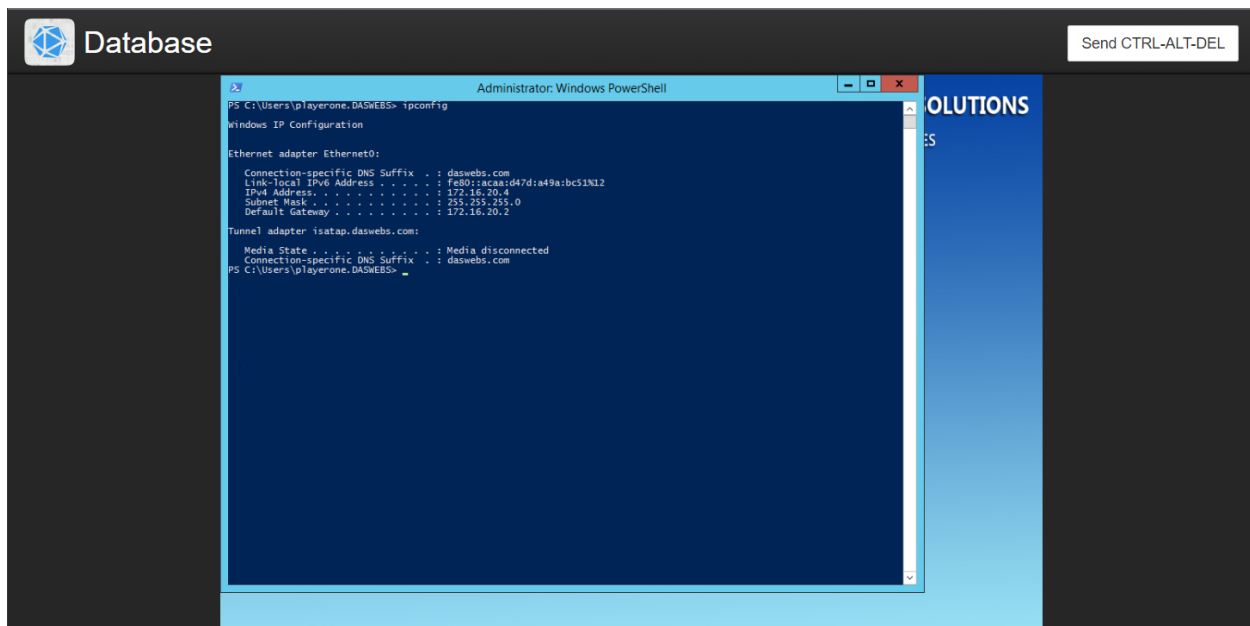 Database
Send CTRL-ALT-DEL
Administrator: Windows PowerShell
OLUTIONS
ES
PS C:\Users\playerone.DASWEBS> ipconfig
Windows IP Configuration
Ethernet adapter Ethernet0:
Connection-specific DNS Suffix . : daswebs.com
Link-local IPv6 Address . . . . . : fe80::acaa:d47d:a49a:bc51%12
IPv4 Address. . . . . . . . . . . : 172.16.20.4
Subnet Mask . . . . . . . . . . . : 255.255.255.0
Default Gateway . . . . . . . . . : 172.16.20.2
Tunnel adapter isatap.daswebs.com:
Media State . . . . . . . . . . . : Media disconnected
Connection-specific DNS Suffix . : daswebs.com
PS C:\Users\playerone.DASWEBS> _